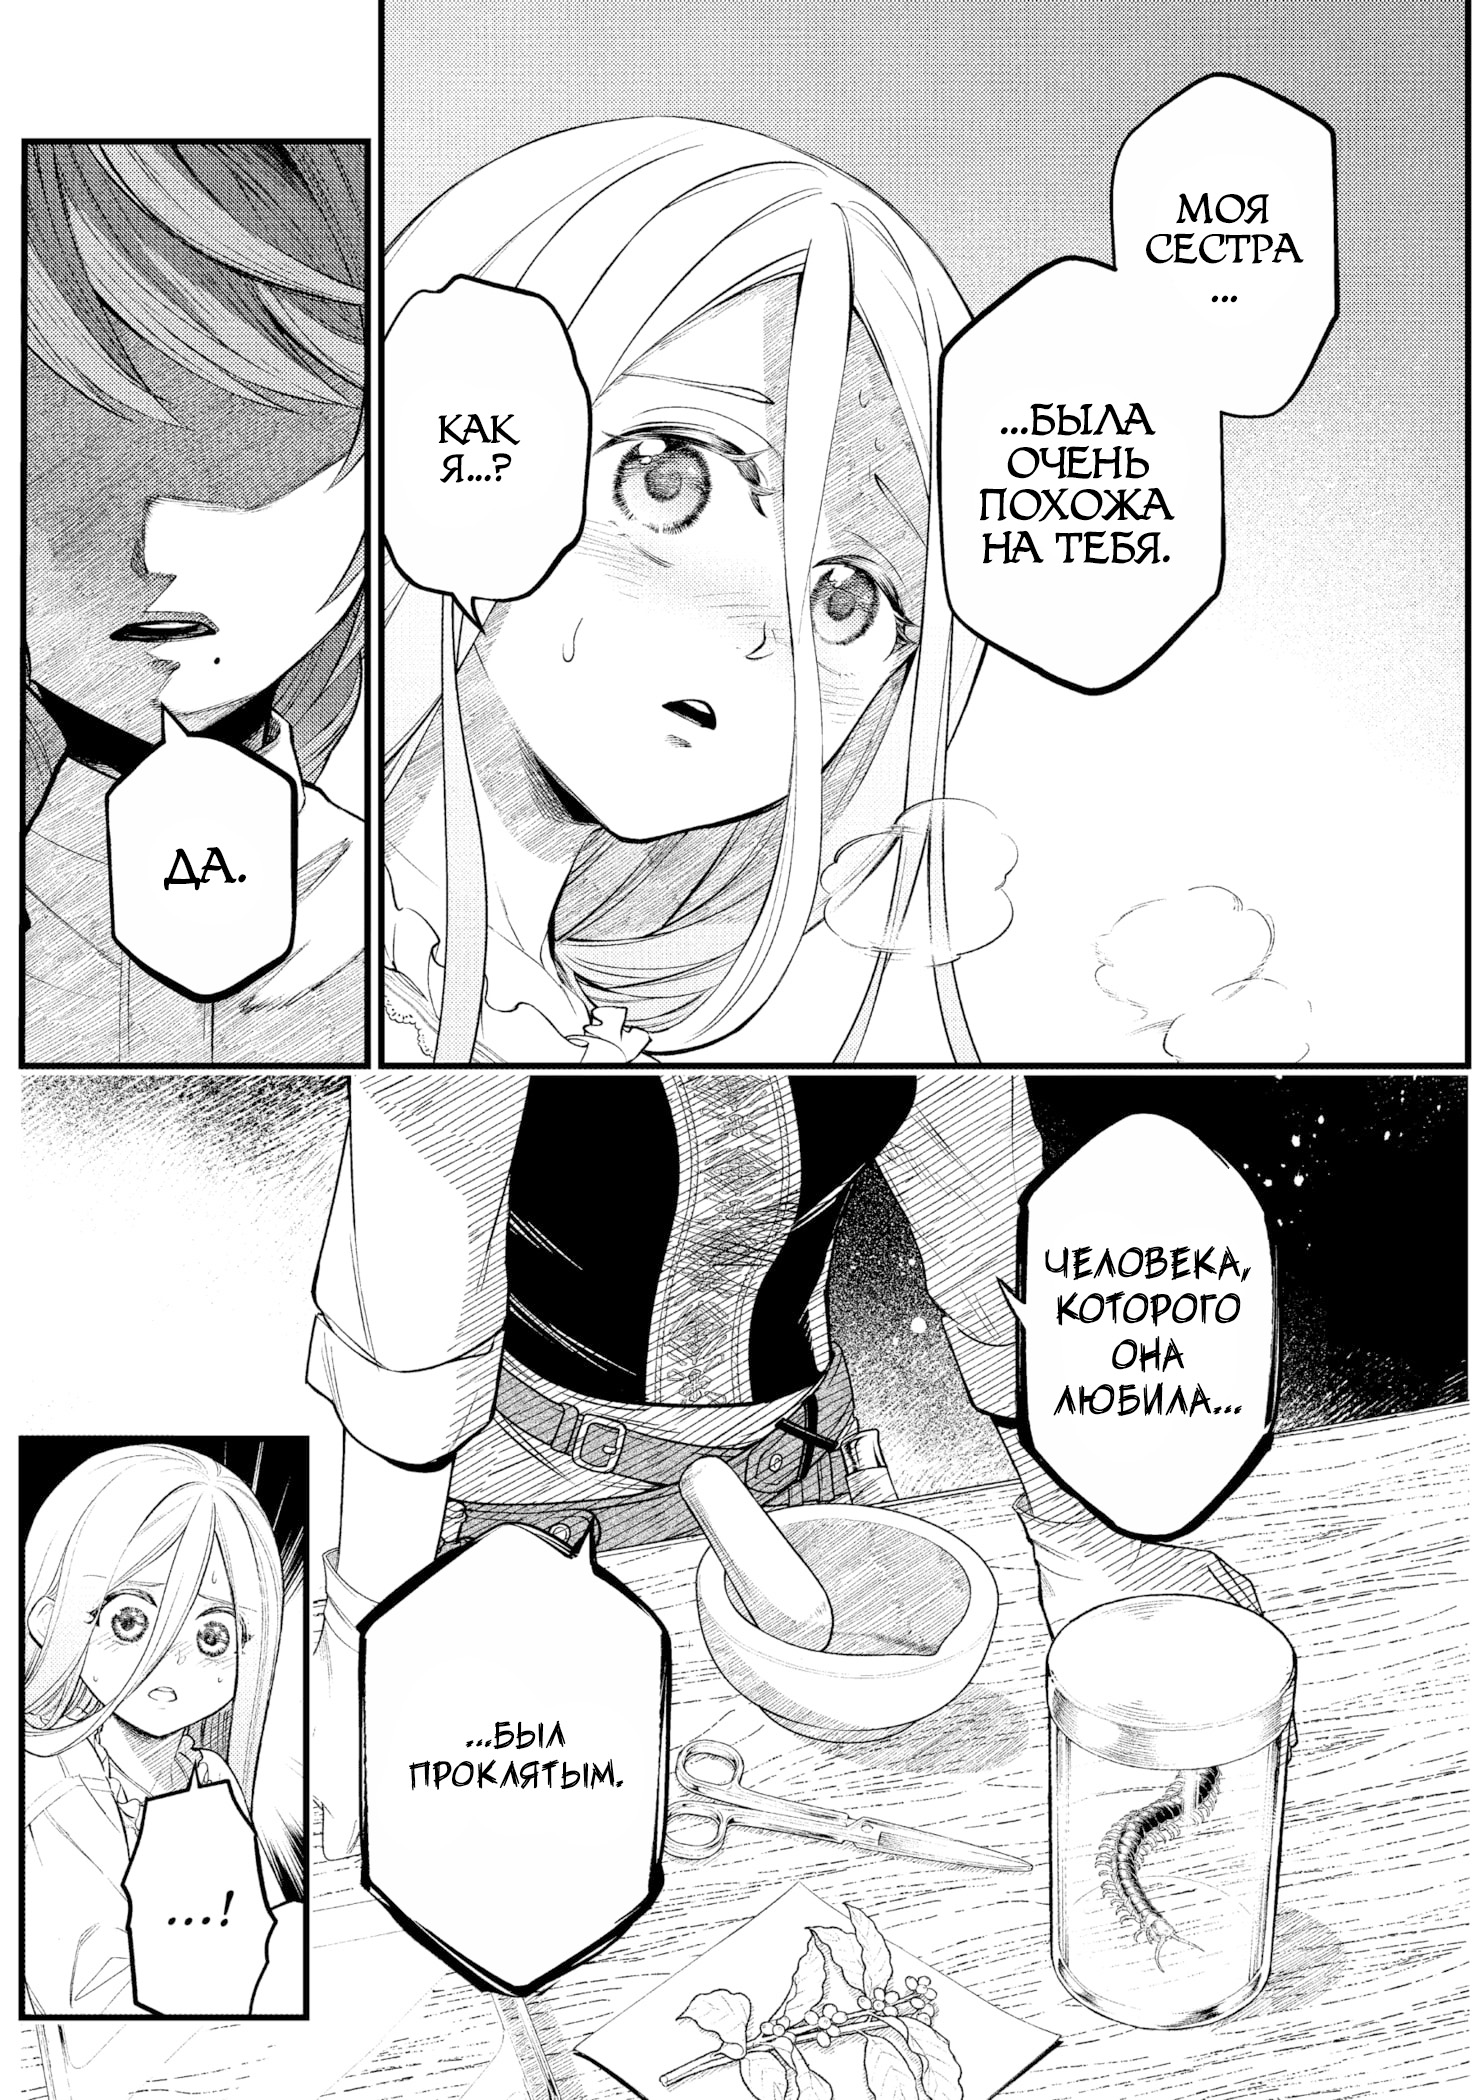 МОЯ
СЕСТРА
...
...БЫЛА
ОЧЕНЬ
ПОХОЖА
НА ТЕБЯ.
КАК
Я...?
ДА.
ЧЕЛОВЕКА,
КОТОРОГО
ОНА
ЛЮБИЛА...
...БЫЛ
ПРОКЛЯТЫМ.
...!